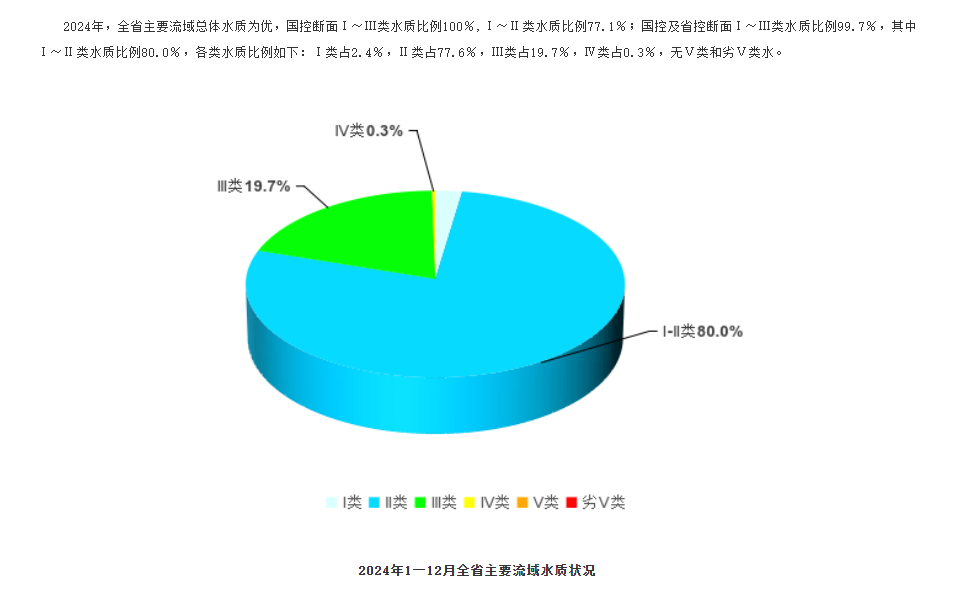 2024年，全省主要流域总体水质为优，国控断面Ⅰ～Ⅲ类水质比例100%，Ⅰ～Ⅱ类水质比例77.1%；国控及省控断面Ⅰ～Ⅲ类水质比例99.7%，其中
Ⅰ～Ⅱ类水质比例80.0%，各类水质比例如下：Ⅰ类占2.4%，Ⅱ类占77.6%，Ⅲ类占19.7%，Ⅳ类占0.3%，无Ⅴ类和劣Ⅴ类水。
Ⅳ类0.3%
Ⅲ类19.7%
Ⅰ-Ⅱ类80.0%
Ⅰ类 Ⅱ类 Ⅲ类 Ⅳ类 Ⅴ类 劣Ⅴ类
2024年1—12月全省主要流域水质状况